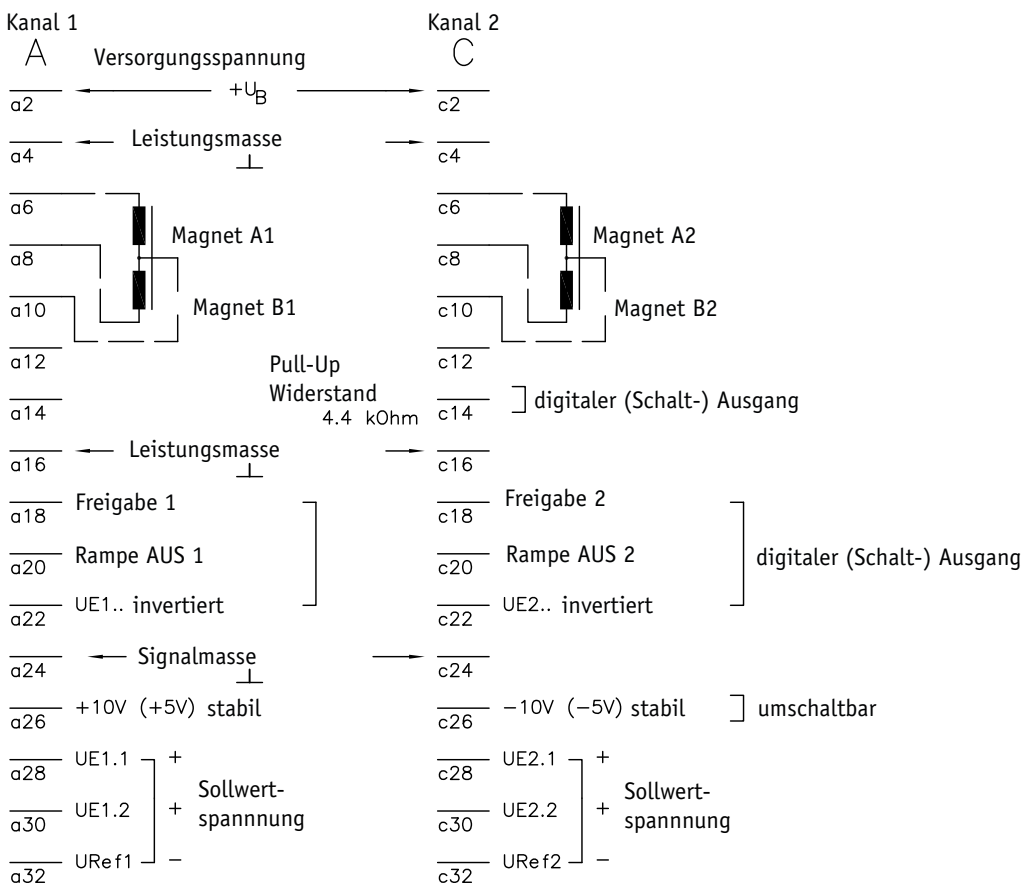 Kanal 1 Kanal 2
A Versorgungsspannung C
+UB
a2 c2
Leistungsmasse
a4 c4
a6 c6
Magnet A1 Magnet A2
a8 c8
Magnet B1 Magnet B2
a10 c10
a12 c12
Pull-Up
Widerstand
4.4 kOhm
digitaler (Schalt-) Ausgang
a14 c14
Leistungsmasse
a16 c16
Freigabe 1 Freigabe 2
a18 c18
Rampe AUS 1 Rampe AUS 2 digitaler (Schalt-) Ausgang
a20 c20
UE1.. invertiert UE2.. invertiert
a22 c22
Signalmasse
a24 c24
+10V (+5V) stabil -10V (-5V) stabil umschaltbar
a26 c26
UE1.1 + UE2.1 +
a28 c28
Sollwert- Sollwert-
UE1.2 + UE2.2 +
spannnung spannnung
a30 c30
URef1 - URef2 -
a32 c32